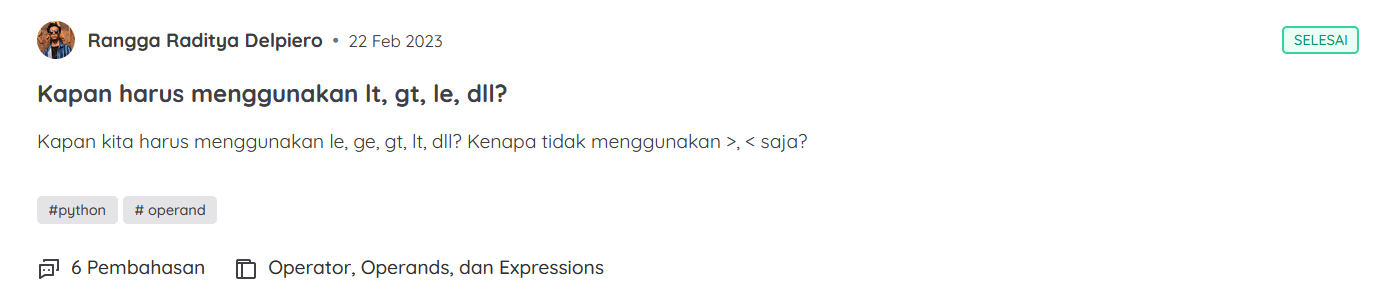 Rangga Raditya Delpiero • 22 Feb 2023
SELESAI
Kapan harus menggunakan lt, gt, le, dll?
Kapan kita harus menggunakan le, ge, gt, lt, dll? Kenapa tidak menggunakan >, < saja?
#python # operand
6 Pembahasan Operator, Operands, dan Expressions